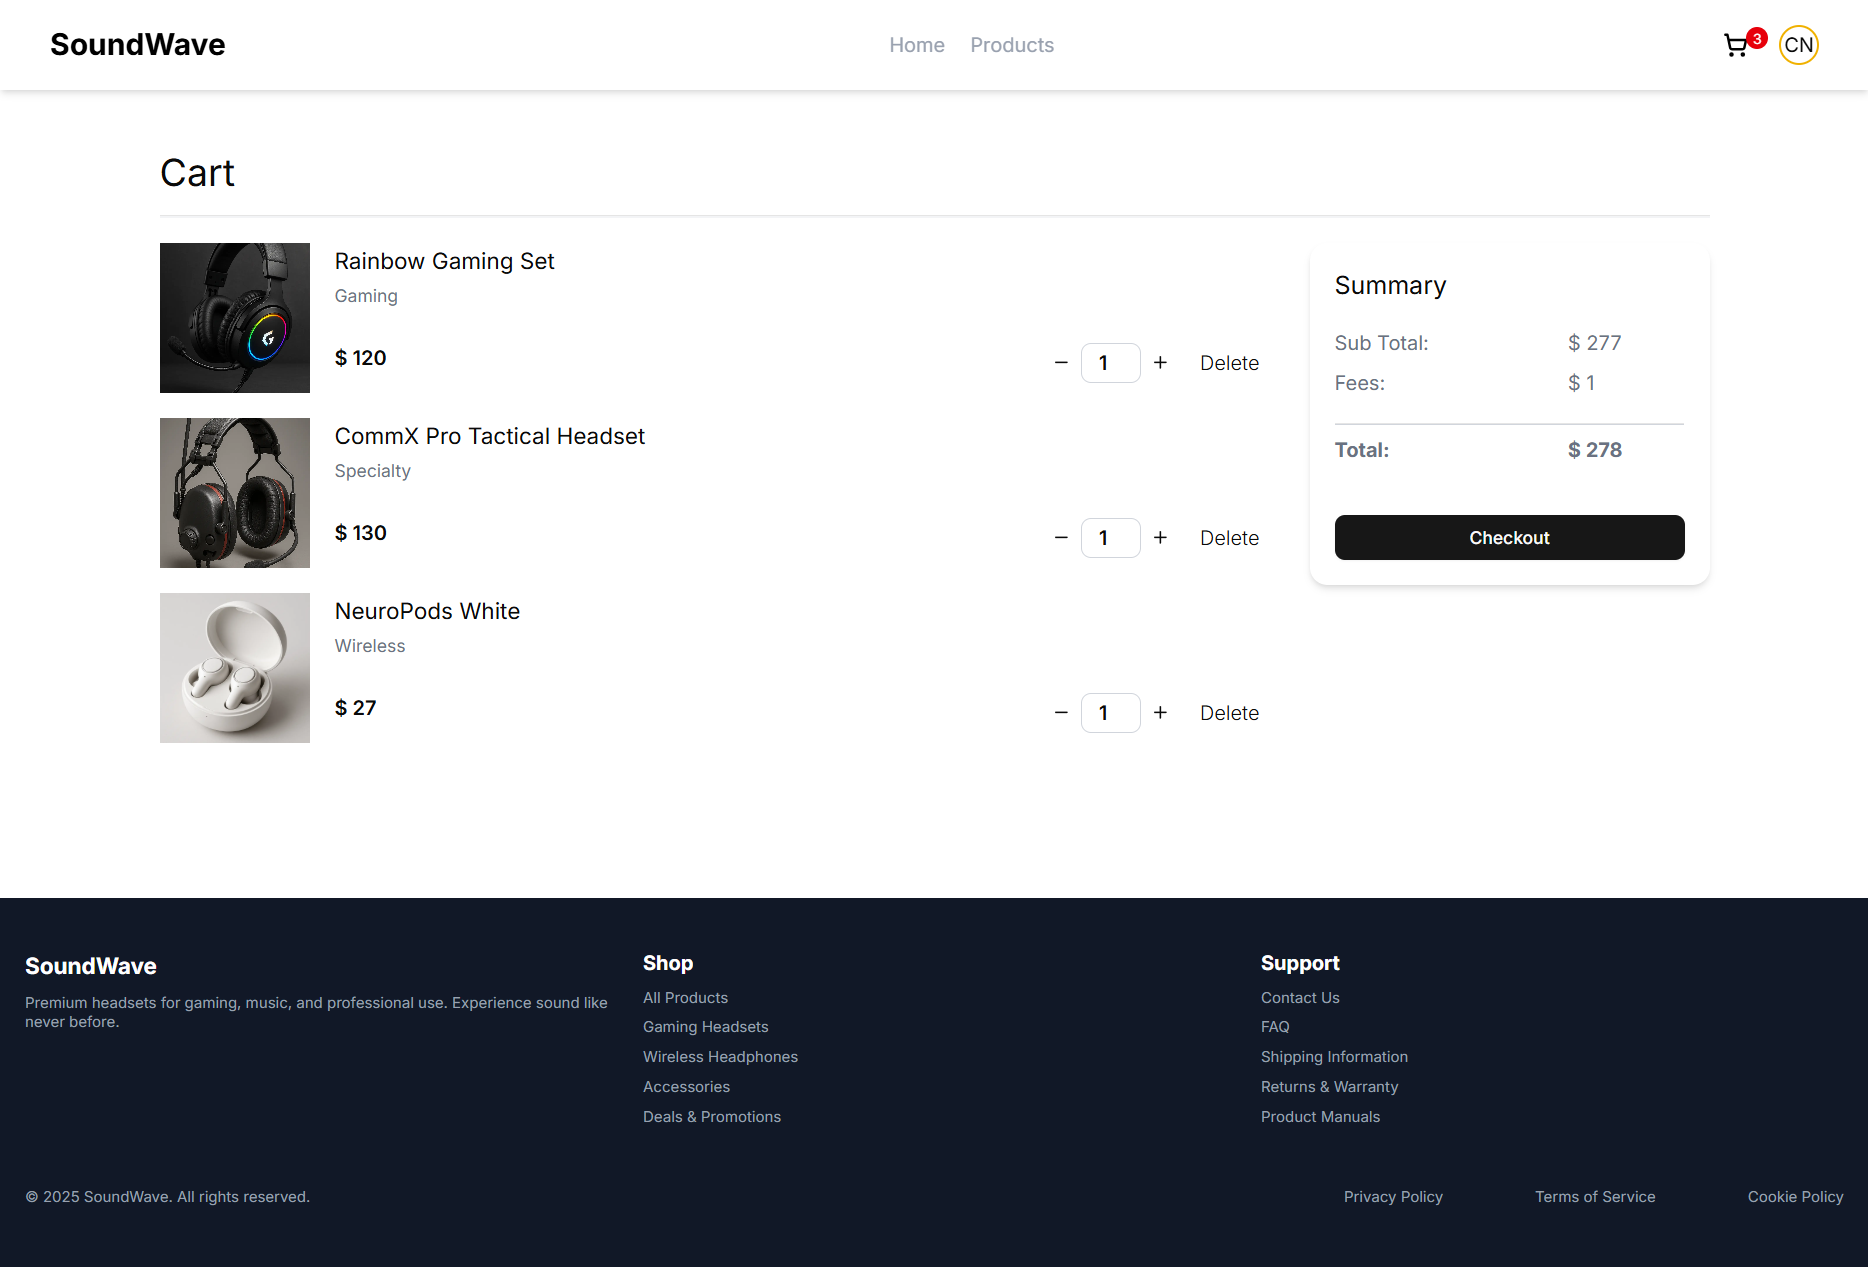 SoundWave
Home Products
3
CN
Cart
Rainbow Gaming Set
Gaming
$ 120
− 1 + Delete
CommX Pro Tactical Headset
Specialty
$ 130
− 1 + Delete
NeuroPods White
Wireless
$ 27
− 1 + Delete
Summary
Sub Total: $ 277
Fees: $ 1
Total: $ 278
Checkout
SoundWave
Premium headsets for gaming, music, and professional use. Experience sound like
never before.
Shop
All Products
Gaming Headsets
Wireless Headphones
Accessories
Deals & Promotions
Support
Contact Us
FAQ
Shipping Information
Returns & Warranty
Product Manuals
© 2025 SoundWave. All rights reserved.
Privacy Policy Terms of Service Cookie Policy